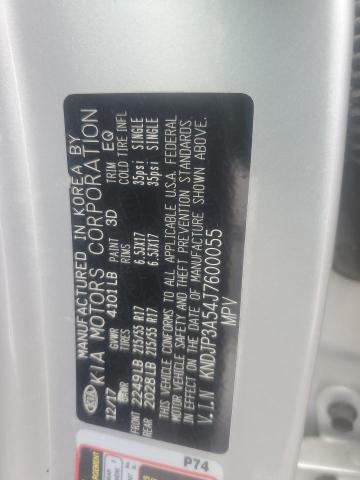 MANUFACTURED IN KOREA BY
KIA KIA MOTORS CORPORATION
12/17 GVWR 4101LB PAINT 3D TRIM EQ
GAWR TIRES RIMS COLD TIRE INFL
FRONT 2249LB 215/55 R17 6.5JX17 35psi SINGLE
REAR 2028LB 215/55 R17 6.5JX17 35psi SINGLE
THIS VEHICLE CONFORMS TO ALL APPLICABLE U.S.A. FEDERAL
MOTOR VEHICLE SAFETY AND THEFT PREVENTION STANDARDS
IN EFFECT ON THE DATE OF MANUFACTURE SHOWN ABOVE.
V.I.N KNDJP3A54J7600055
MPV
P74